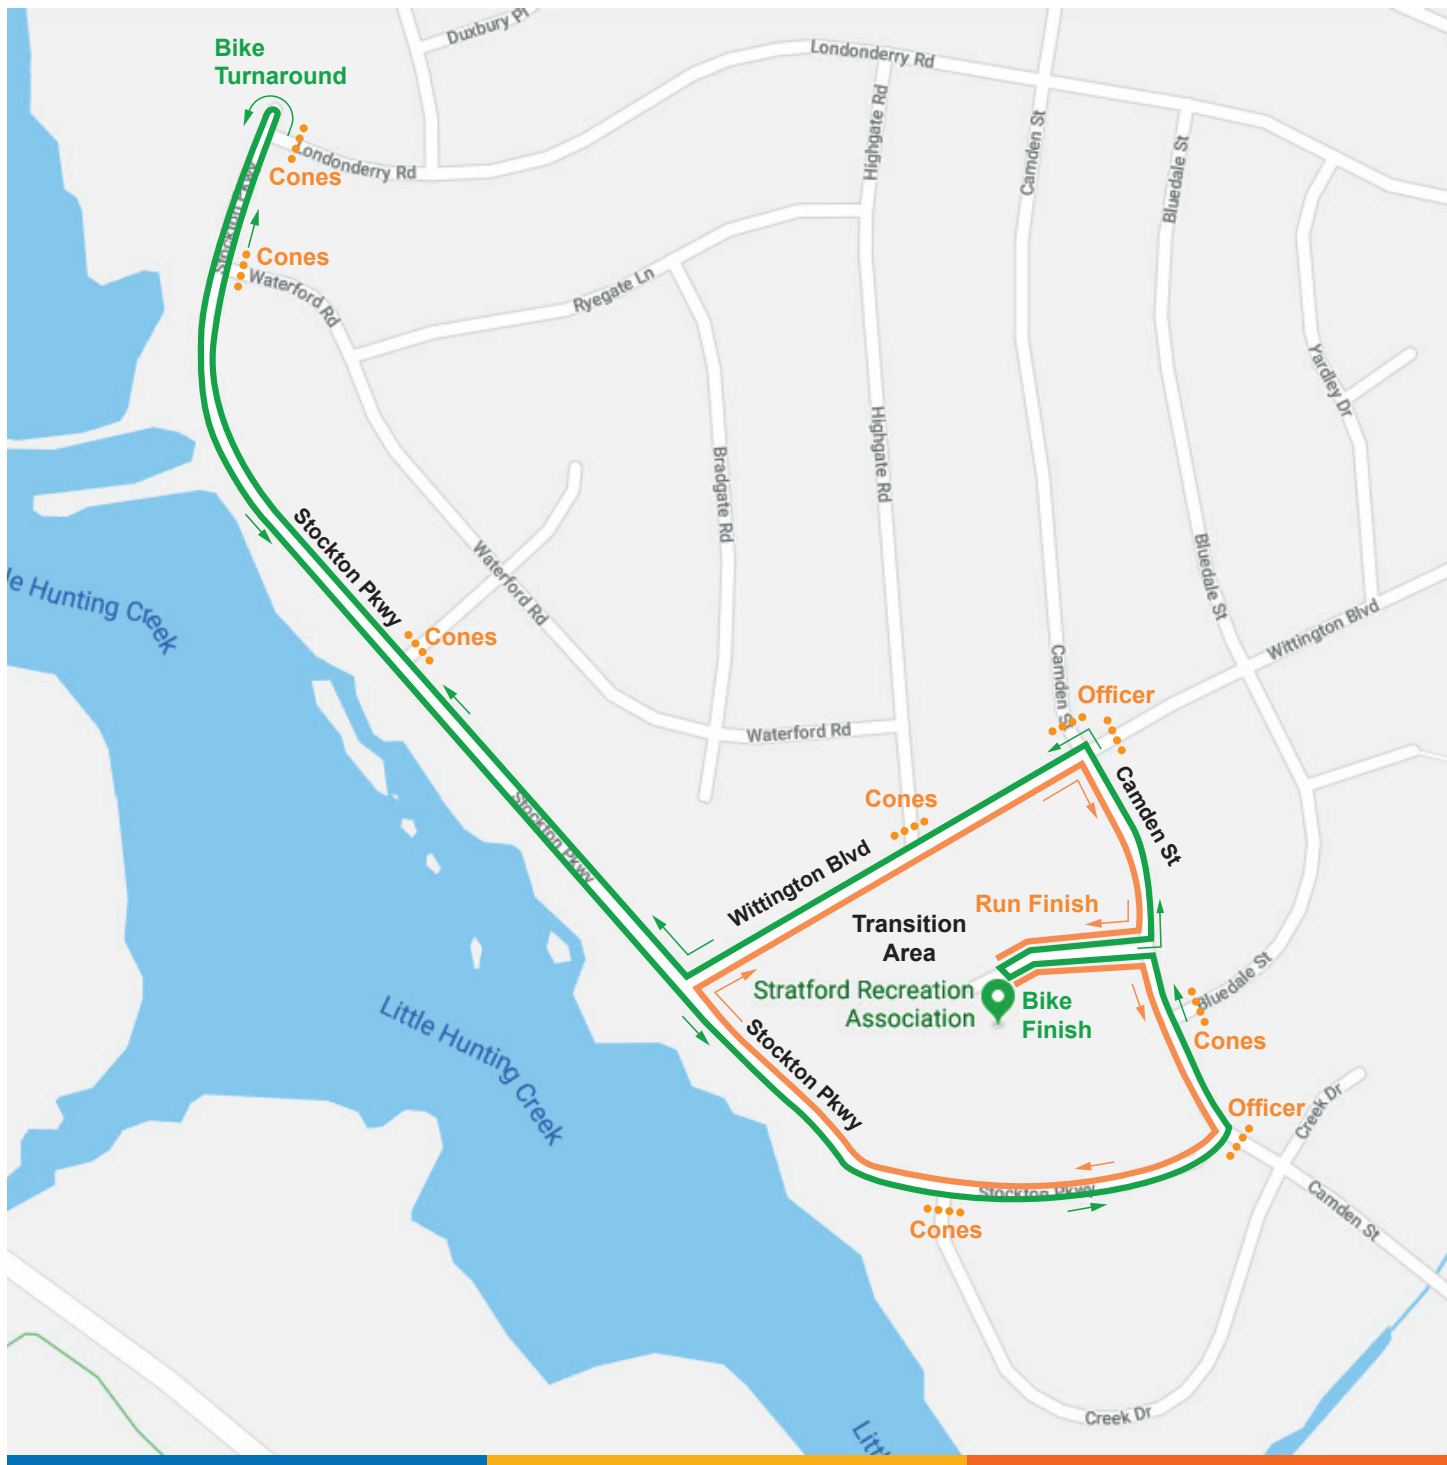 Duxbury Pl
Bike
Turnaround
Londonderry Rd
Highgate Rd
Camden St
Bluedale St
Londonderry Rd
Cones
Stockton Pkwy
Cones
Waterford Rd
Ryegate Ln
Yardley Dr
Highgate Rd
Bradgate Rd
Stockton Pkwy
Waterford Rd
Bluedale St
le Hunting Creek
Cones
Wittington Blvd
Camden St
Officer
Waterford Rd
Cones
Camden St
Stockton Pkwy
Wittington Blvd
Run Finish
Transition
Area
Stratford Recreation
Association
Bike
Finish
Bluedale St
Cones
Little Hunting Creek
Stockton Pkwy
Officer
Creek Dr
Stockton Pkwy
Cones
Camden St
Creek Dr
Littl